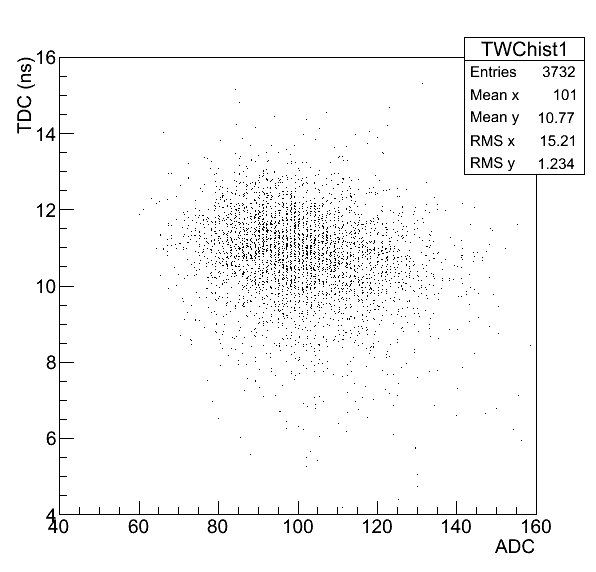 TWChist1
Entries 3732
Mean x 101
Mean y 10.77
RMS x 15.21
RMS y 1.234
TDC (ns)
16
14
12
10
8
6
4
40 60 80 100 120 140 160
ADC